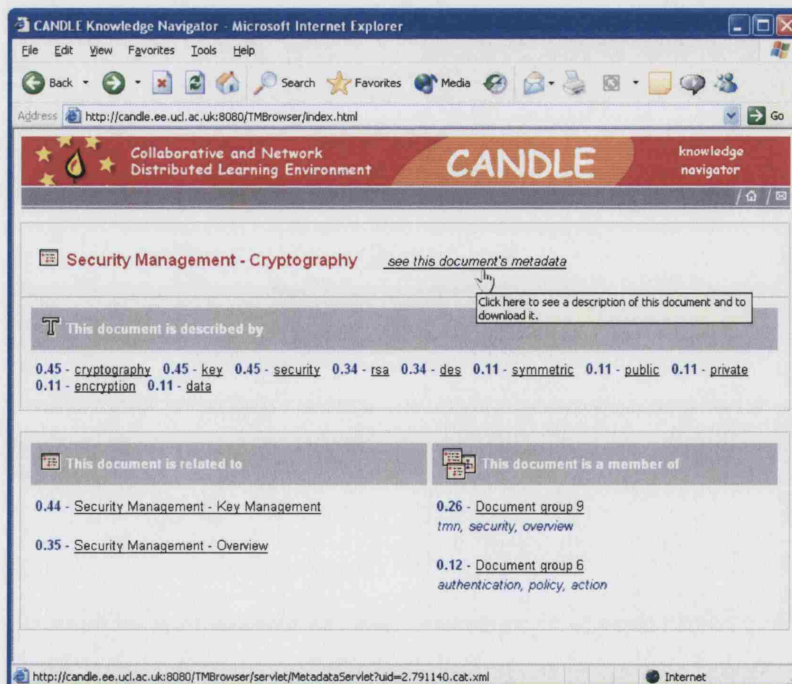 CANDLE Knowledge Navigator - Microsoft Internet Explorer
File Edit View Favorites Tools Help
Back Search Favorites Media
Address http://candle.ee.ucl.ac.uk:8080/TMBrowser/index.html Go
Collaborative and Network
Distributed Learning Environment
CANDLE
knowledge
navigator
Security Management - Cryptography see this document's metadata
Click here to see a description of this document and to
download it.
T This document is described by
0.45 - cryptography 0.45 - key 0.45 - security 0.34 - rsa 0.34 - des 0.11 - symmetric 0.11 - public 0.11 - private
0.11 - encryption 0.11 - data
This document is related to
0.44 - Security Management - Key Management
0.35 - Security Management - Overview
This document is a member of
0.26 - Document group 9
tmn, security, overview
0.12 - Document group 6
authentication, policy, action
http://candle.ee.ucl.ac.uk:8080/TMBrowser/servlet/MetadataServlet?uid=2.791140.cat.xml Internet